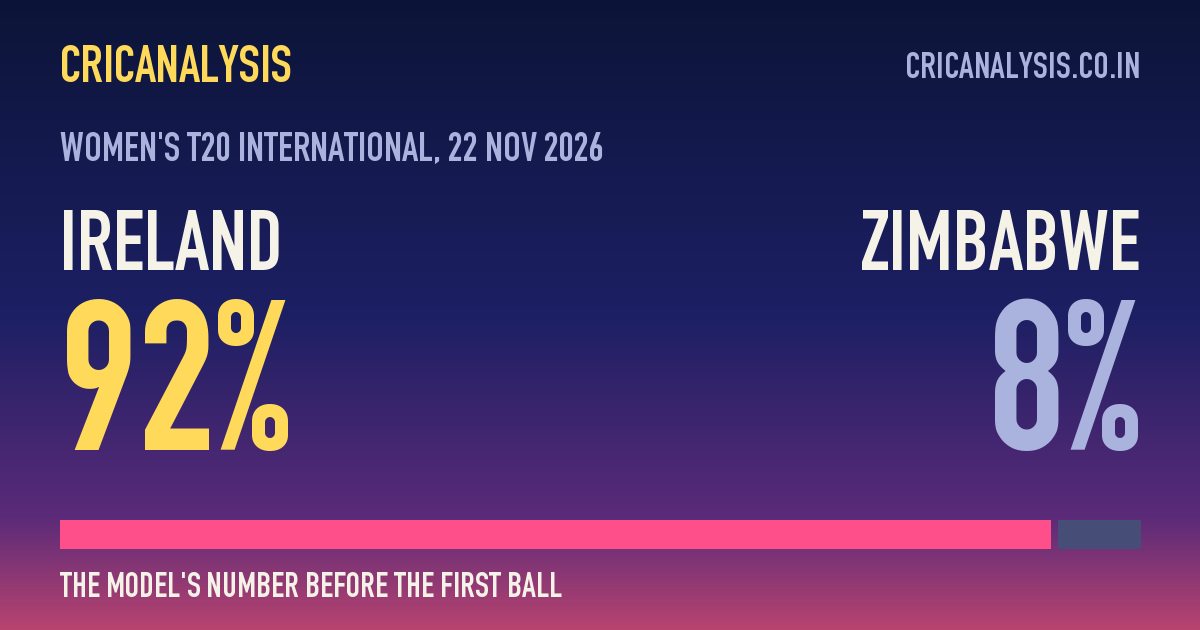 CRICANALYSIS
CRICANALYSIS.CO.IN
WOMEN'S T20 INTERNATIONAL, 22 NOV 2026
IRELAND
ZIMBABWE
92%
8%
THE MODEL'S NUMBER BEFORE THE FIRST BALL